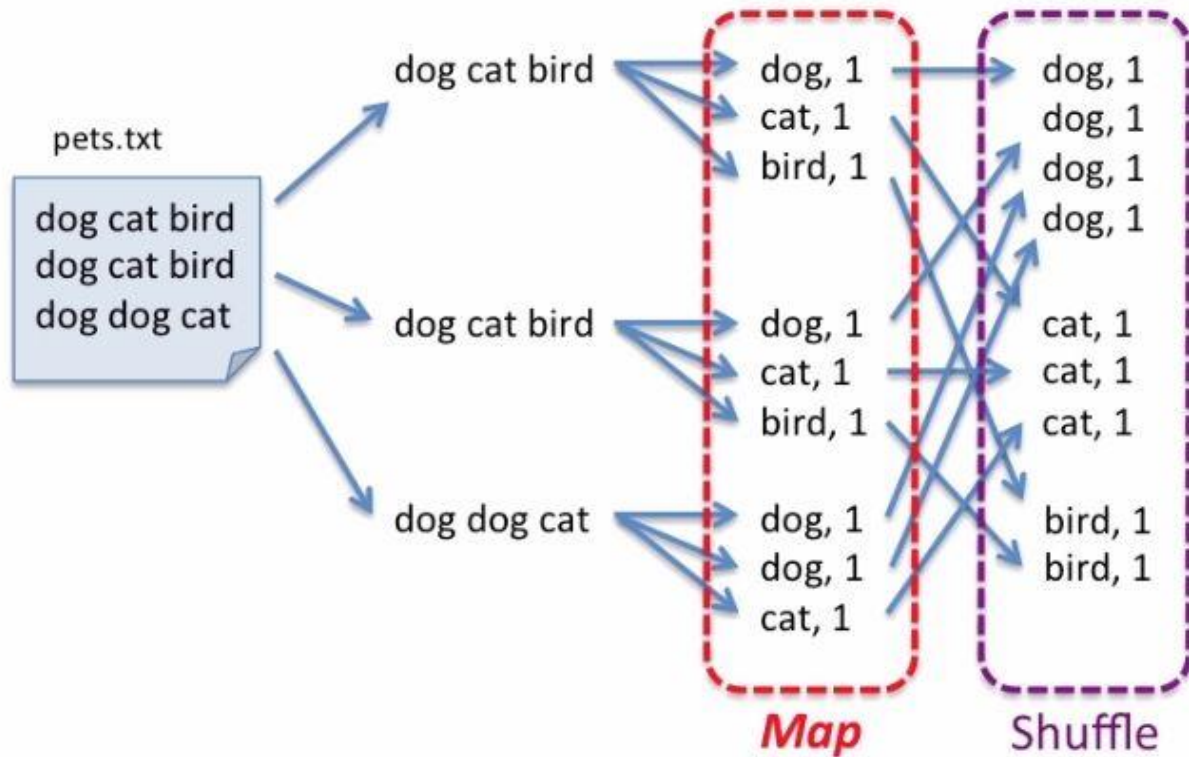 pets.txt
dog cat bird
dog cat bird
dog dog cat
dog cat bird
dog cat bird
dog dog cat
dog, 1
cat, 1
bird, 1
dog, 1
cat, 1
bird, 1
dog, 1
dog, 1
cat, 1
Map
dog, 1
dog, 1
dog, 1
dog, 1
cat, 1
cat, 1
cat, 1
bird, 1
bird, 1
Shuffle